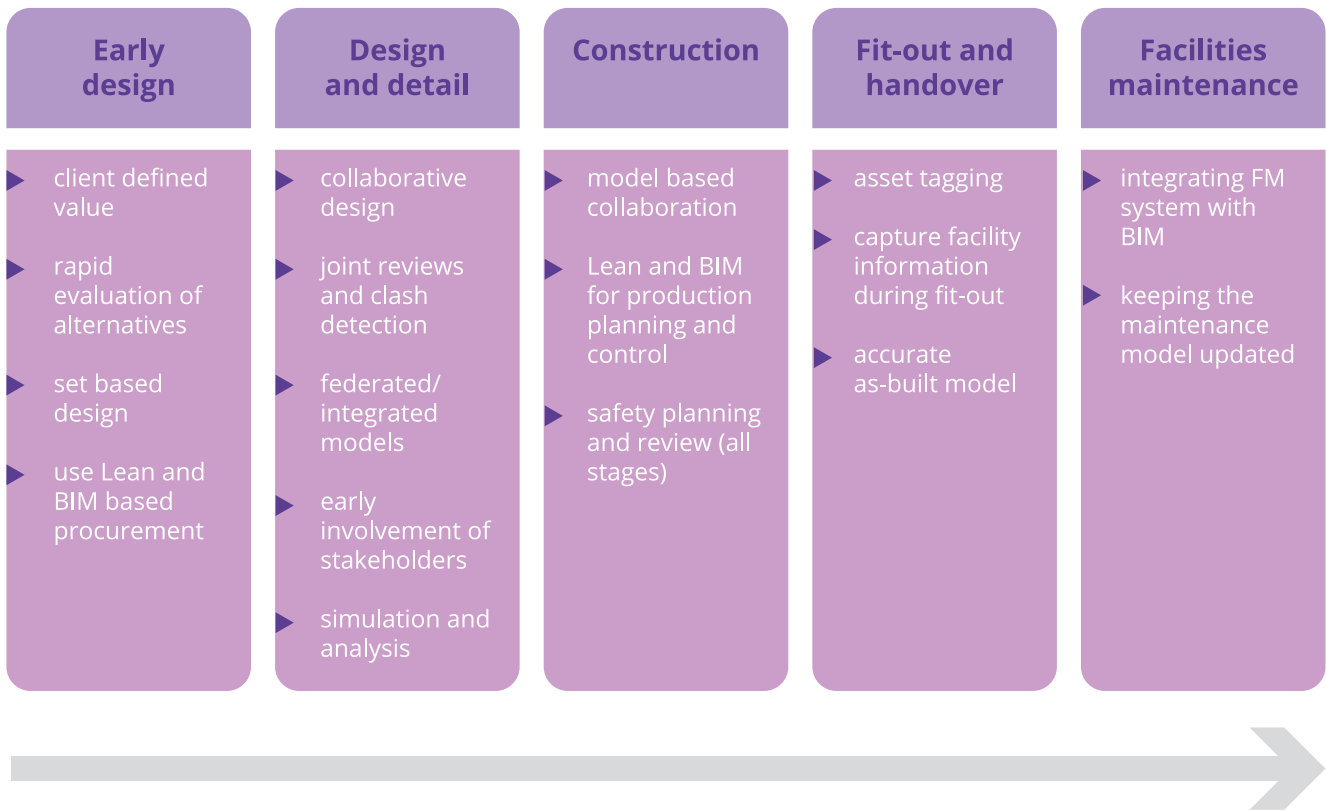 Early
design
client defined
value
rapid
evaluation of
alternatives
set based
design
use Lean and
BIM based
procurement
Design
and detail
collaborative
design
joint reviews
and clash
detection
federated/
integrated
models
early
involvement of
stakeholders
simulation and
analysis
Construction
model based
collaboration
Lean and BIM
for production
planning and
control
safety planning
and review (all
stages)
Fit-out and
handover
asset tagging
capture facility
information
during fit-out
accurate
as-built model
Facilities
maintenance
integrating FM
system with
BIM
keeping the
maintenance
model updated